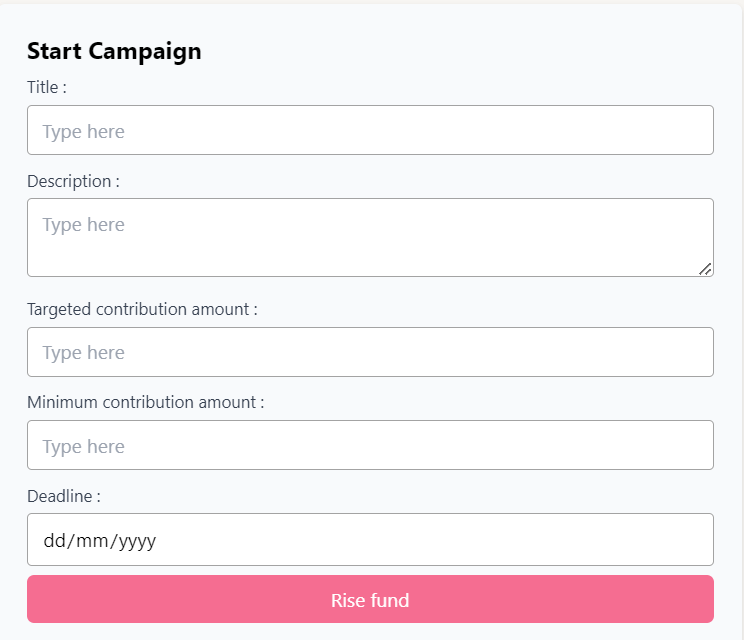 Start Campaign
Title :
Type here
Description :
Type here
Targeted contribution amount :
Type here
Minimum contribution amount :
Type here
Deadline :
dd/mm/yyyy
Rise fund